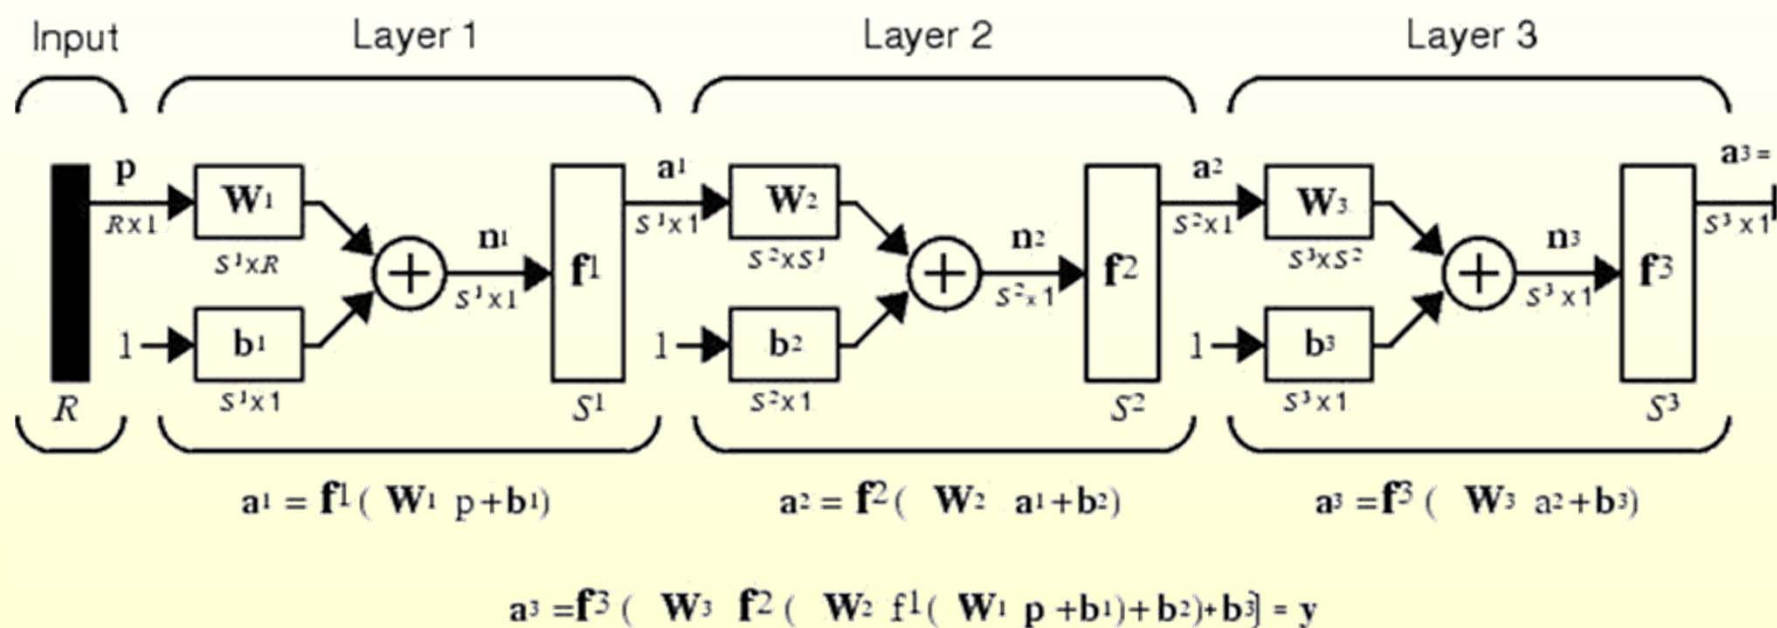 Input Layer 1 Layer 2 Layer 3
p a¹ a² a³ =
W₁ W₂ W₃
R x 1 S¹ x 1 S² x 1 S³ x 1
n¹ n₂ n₃
S¹ x R S² x S¹ S³ x S²
+ f¹ + f² + f³
S¹ x 1 S² x 1 S³ x 1
1 b¹ 1 b² 1 b³
R S¹ x 1 S¹ S² x 1 S² S³ x 1 S³
a¹ = f¹ ( W₁ p + b¹) a² = f² ( W₂ a¹ + b²) a³ = f³ ( W₃ a² + b³)
a³ = f³ ( W₃ f² ( W₂ f¹ ( W₁ p + b¹) + b²) + b³] = y